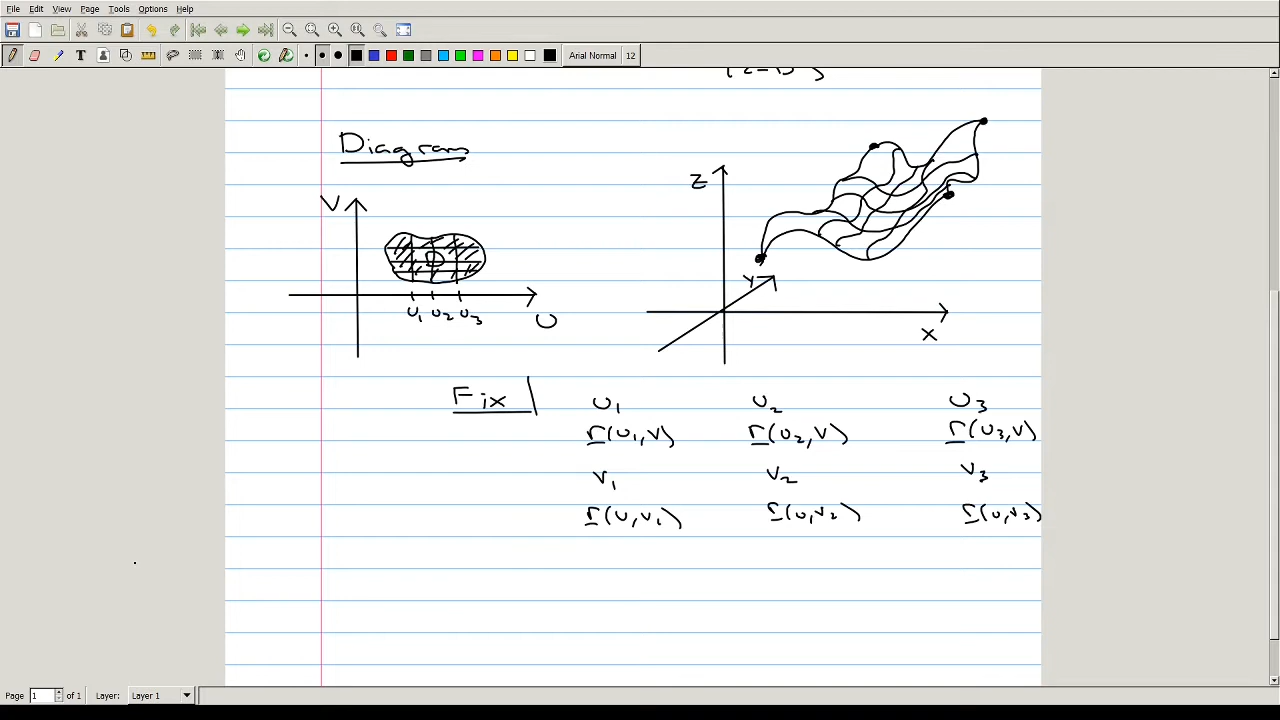 File Edit View Page Tools Options Help
T Arial Normal 12
Diagram
V
D
U1 U2 U3
U
Z
Y
X
Fix
U1 U2 U3
r(U1,V) r(U2,V) r(U3,V)
V1 V2 V3
r(U,V1) r(U,V2) r(U,V3)
Page 1 of 1 Layer: Layer 1